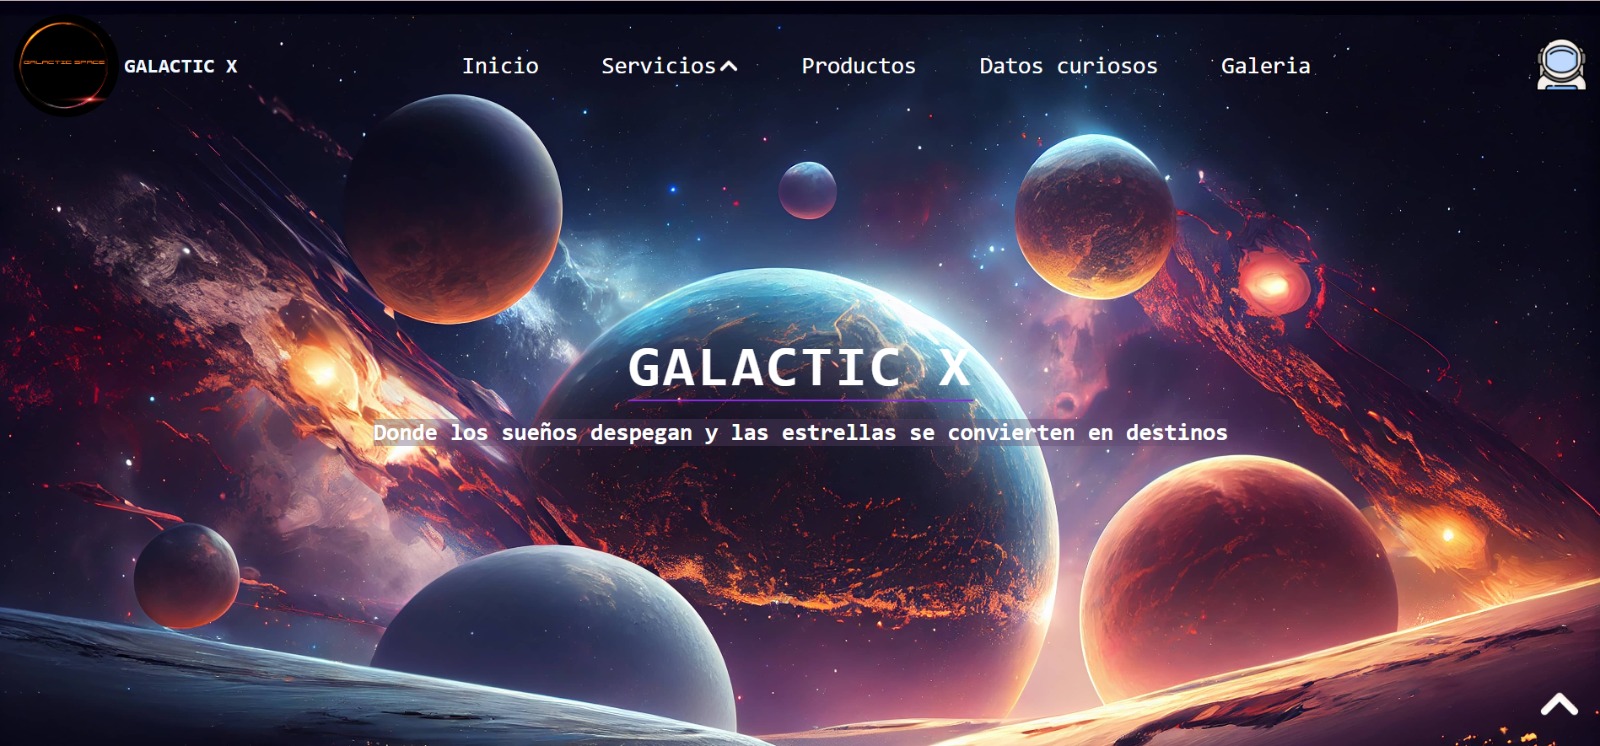 GALACTIC SPACE
GALACTIC X
Inicio
Servicios
Productos
Datos curiosos
Galeria
GALACTIC X
Donde los sueños despegan y las estrellas se convierten en destinos